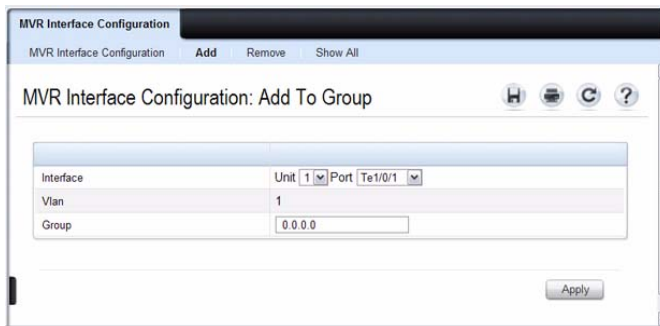 MVR Interface Configuration
MVR Interface Configuration Add Remove Show All
MVR Interface Configuration: Add To Group
?
Interface Unit 1 Port Te1/0/1
Vlan 1
Group 0.0.0.0
Apply